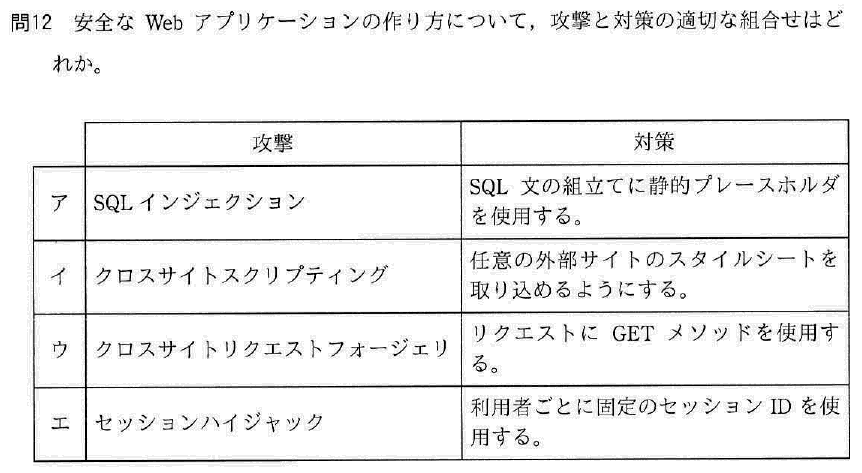 問12 安全な Web アプリケーションの作り方について，攻撃と対策の適切な組合せはど
れか。
攻撃 対策
ア SQL インジェクション SQL 文の組立てに静的プレースホルダ
を使用する。
イ クロスサイトスクリプティング 任意の外部サイトのスタイルシートを
取り込めるようにする。
ウ クロスサイトリクエストフォージェリ リクエストに GET メソッドを使用す
る。
エ セッションハイジャック 利用者ごとに固定のセッション ID を使
用する。